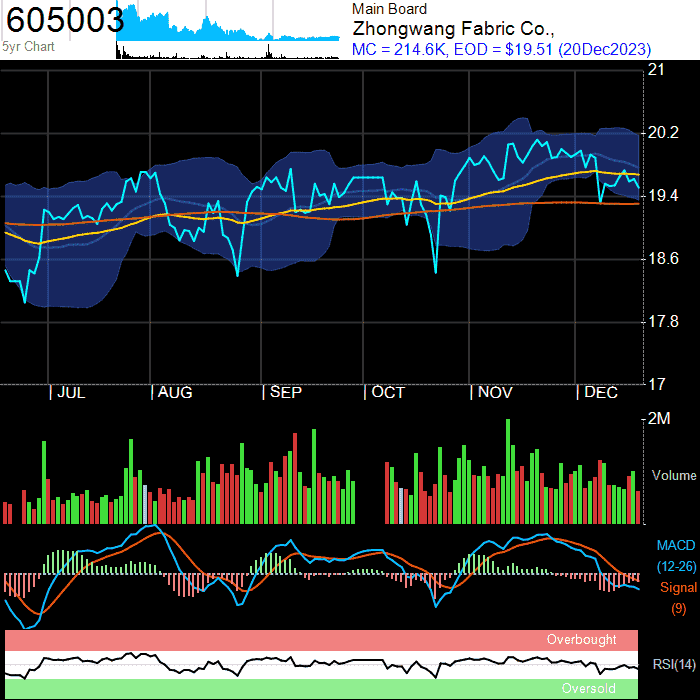 605003
5yr Chart
Main Board
Zhongwang Fabric Co.,
MC = 214.6K, EOD = $19.51 (20Dec2023)
21
20.2
19.4
18.6
17.8
17
JUL AUG SEP OCT NOV DEC
2M
Volume
MACD
(12-26)
Signal
(9)
Overbought
RSI(14)
Oversold